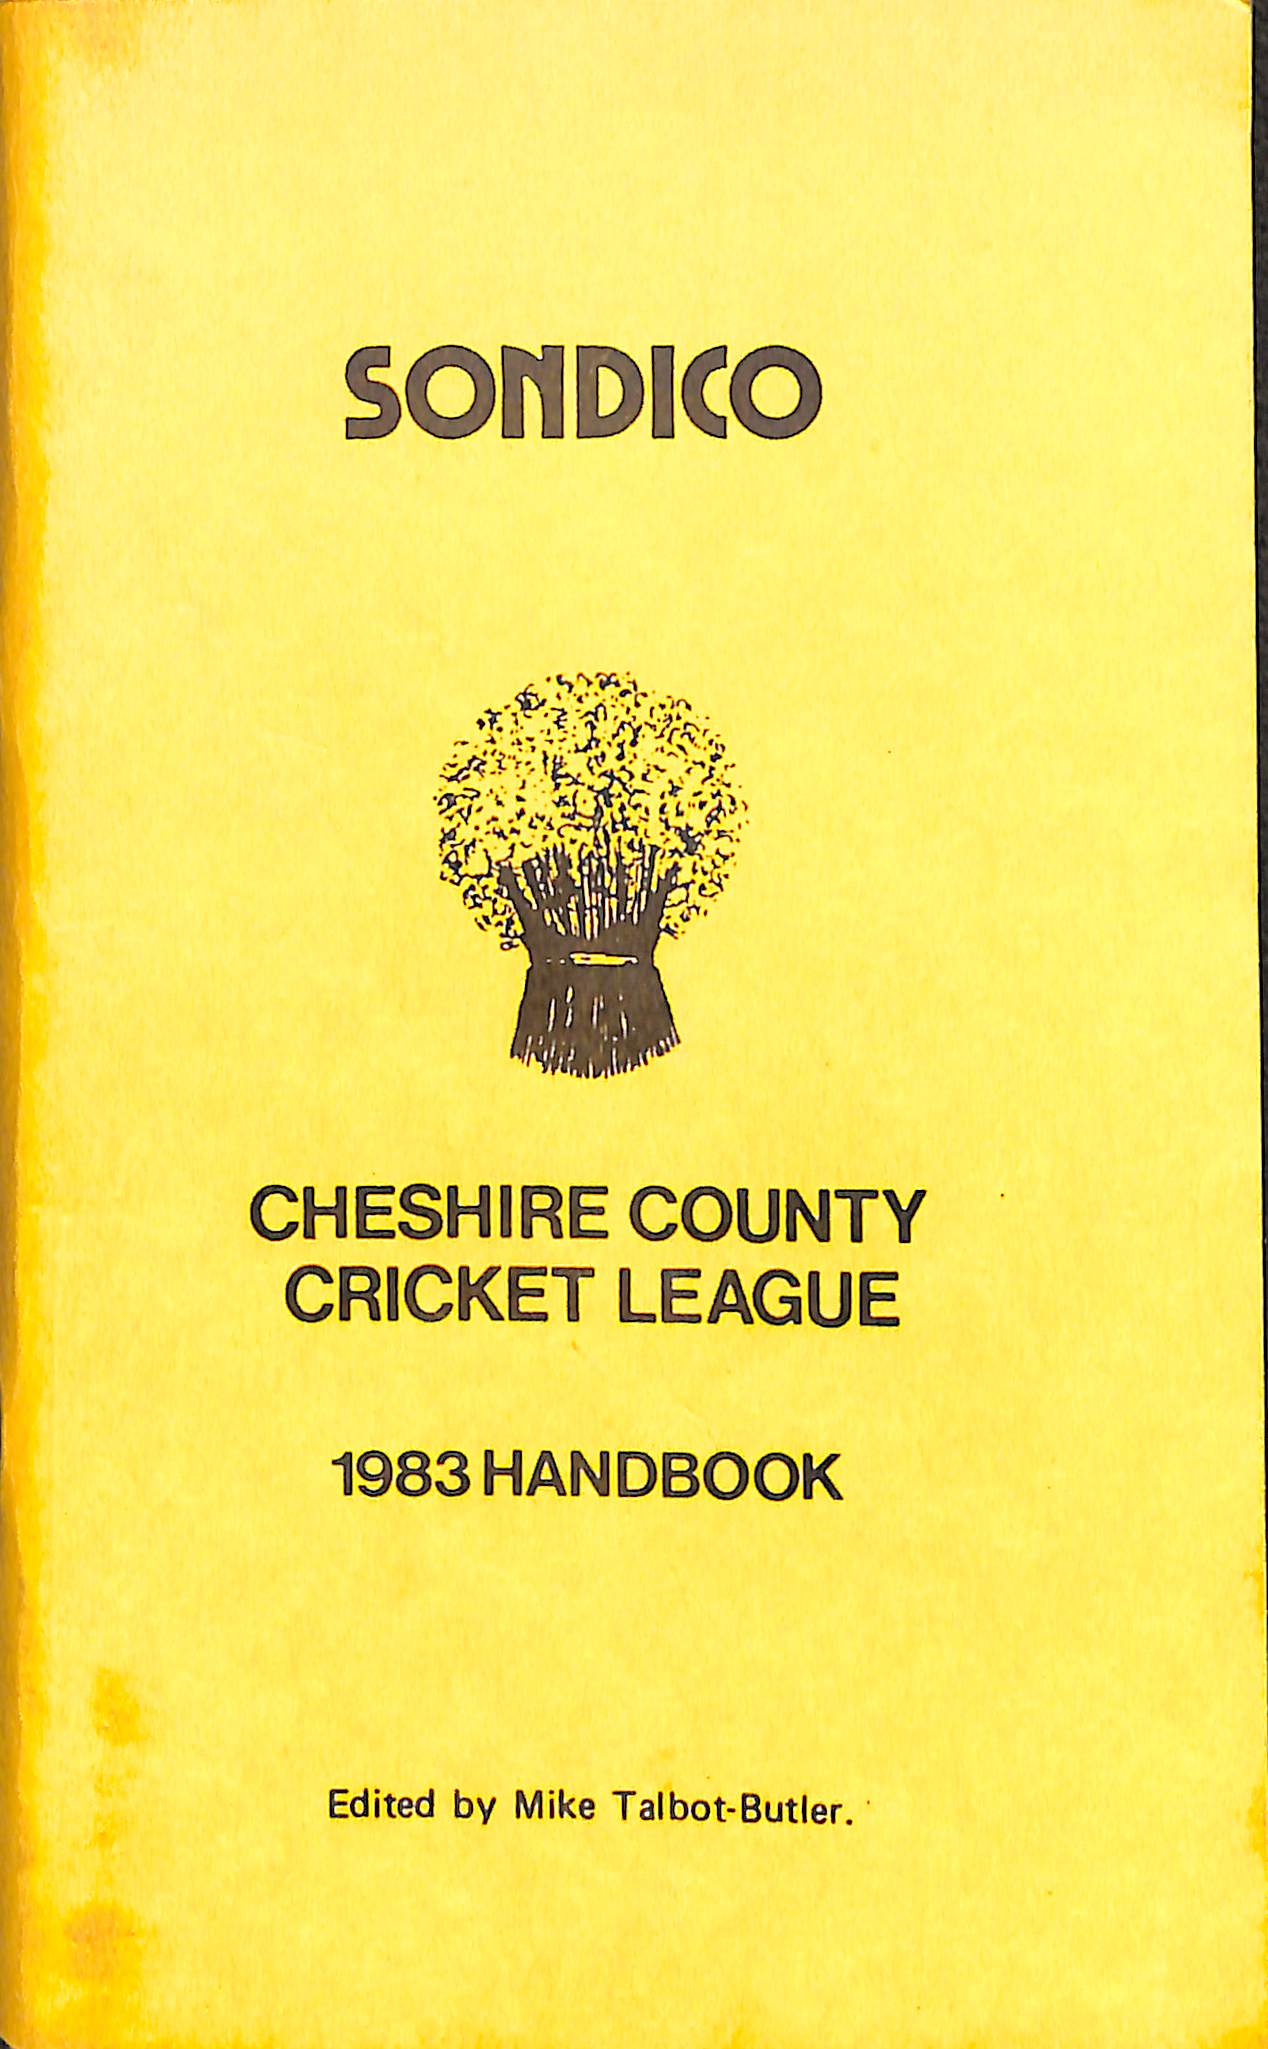 SONDICO
CHESHIRE COUNTY
CRICKET LEAGUE
1983 HANDBOOK
Edited by Mike Talbot-Butler.